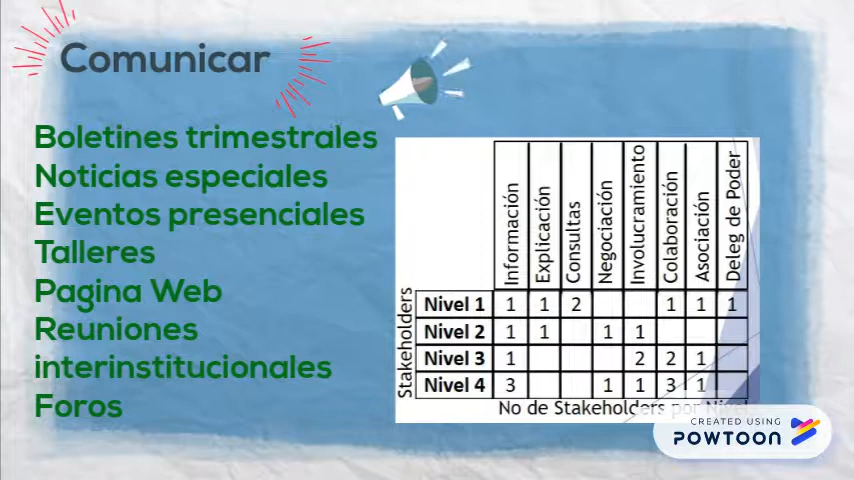 Comunicar
Boletines trimestrales
Noticias especiales
Eventos presenciales
Talleres
Pagina Web
Reuniones
interinstitucionales
Foros
Stakeholders
Información Explicación Consultas Negociación Involucramiento Colaboración Asociación Deleg de Poder
Nivel 1 1 1 2 1 1 1
Nivel 2 1 1 1 1
Nivel 3 1 2 2 1
Nivel 4 3 1 1 3 1
No de Stakeholders por Nivel
CREATED USING
POWTOON